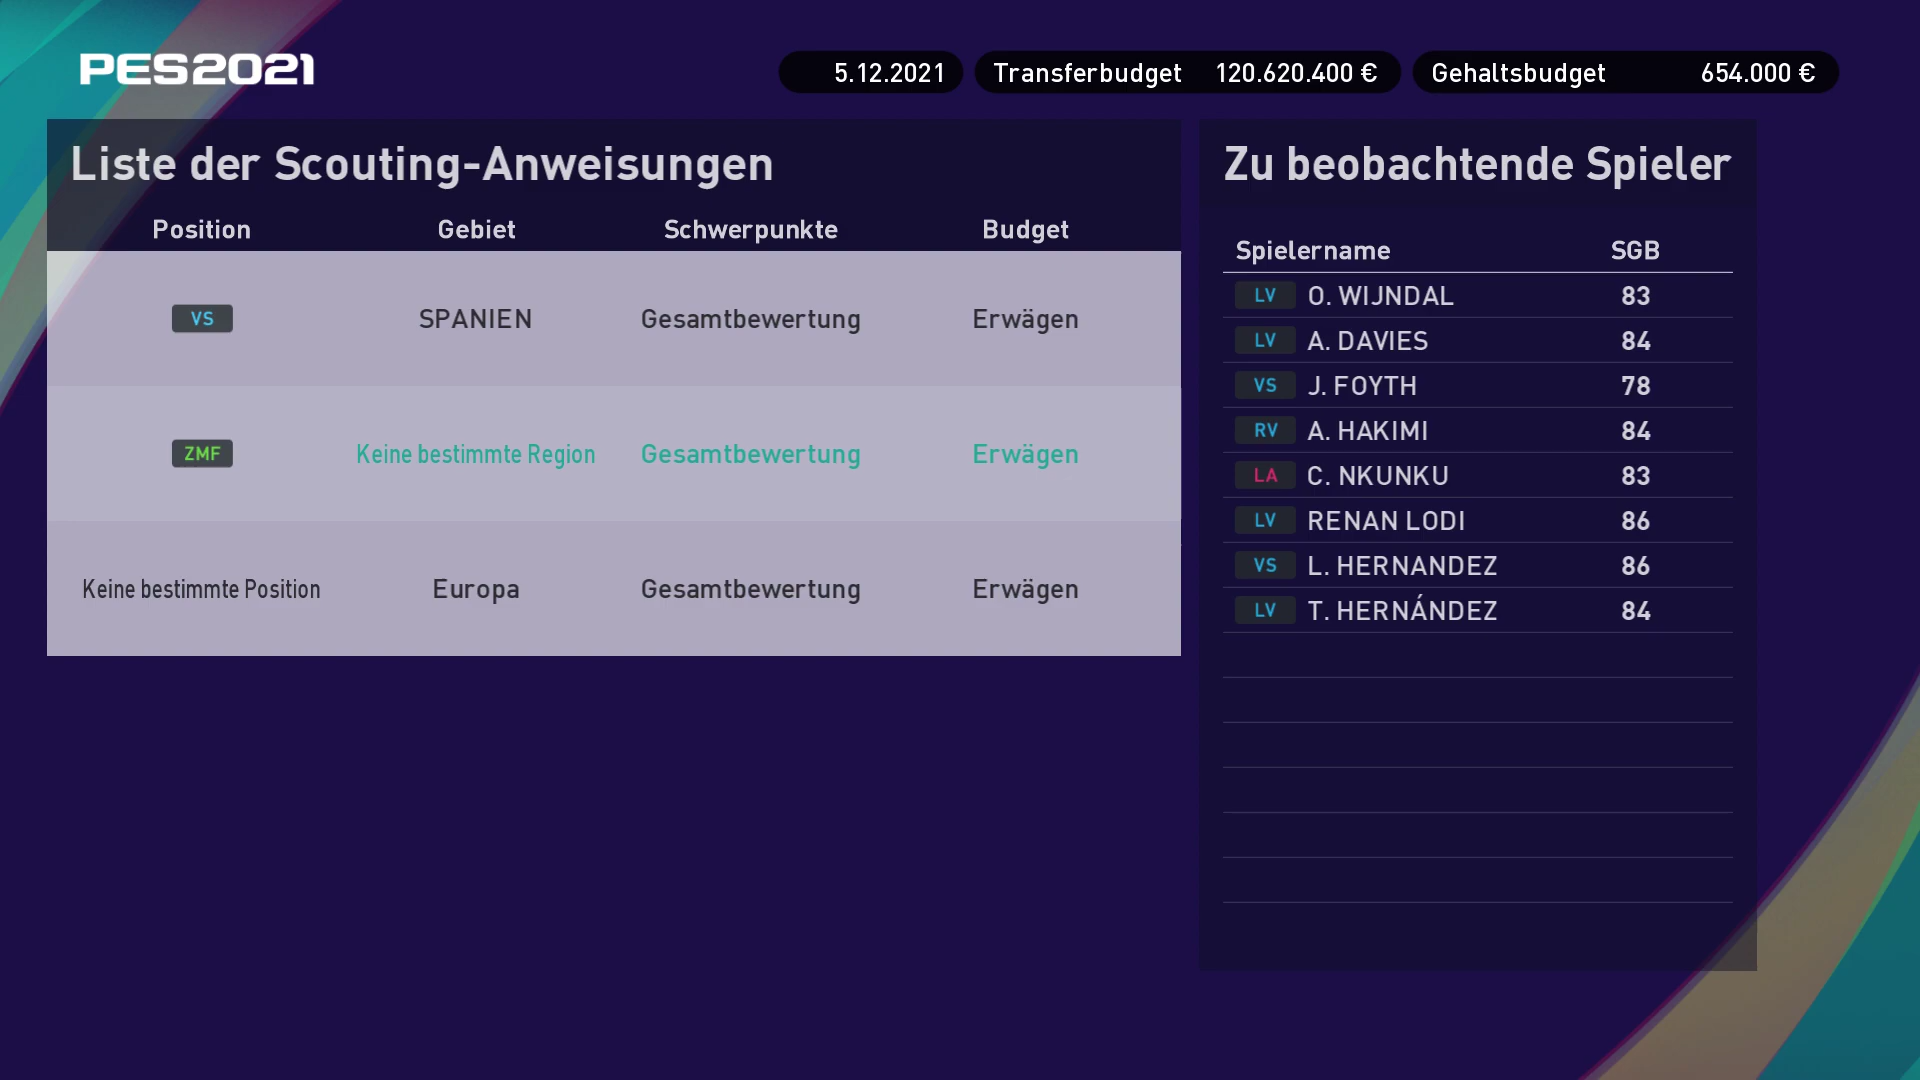 PES2021
5.12.2021 Transferbudget 120.620.400 € Gehaltsbudget 654.000 €
Liste der Scouting-Anweisungen
Position Gebiet Schwerpunkte Budget
VS SPANIEN Gesamtbewertung Erwägen
ZMF Keine bestimmte Region Gesamtbewertung Erwägen
Keine bestimmte Position Europa Gesamtbewertung Erwägen
Zu beobachtende Spieler
Spielername SGB
LV O. WIJNDAL 83
LV A. DAVIES 84
VS J. FOYTH 78
RV A. HAKIMI 84
LA C. NKUNKU 83
LV RENAN LODI 86
VS L. HERNANDEZ 86
LV T. HERNÁNDEZ 84